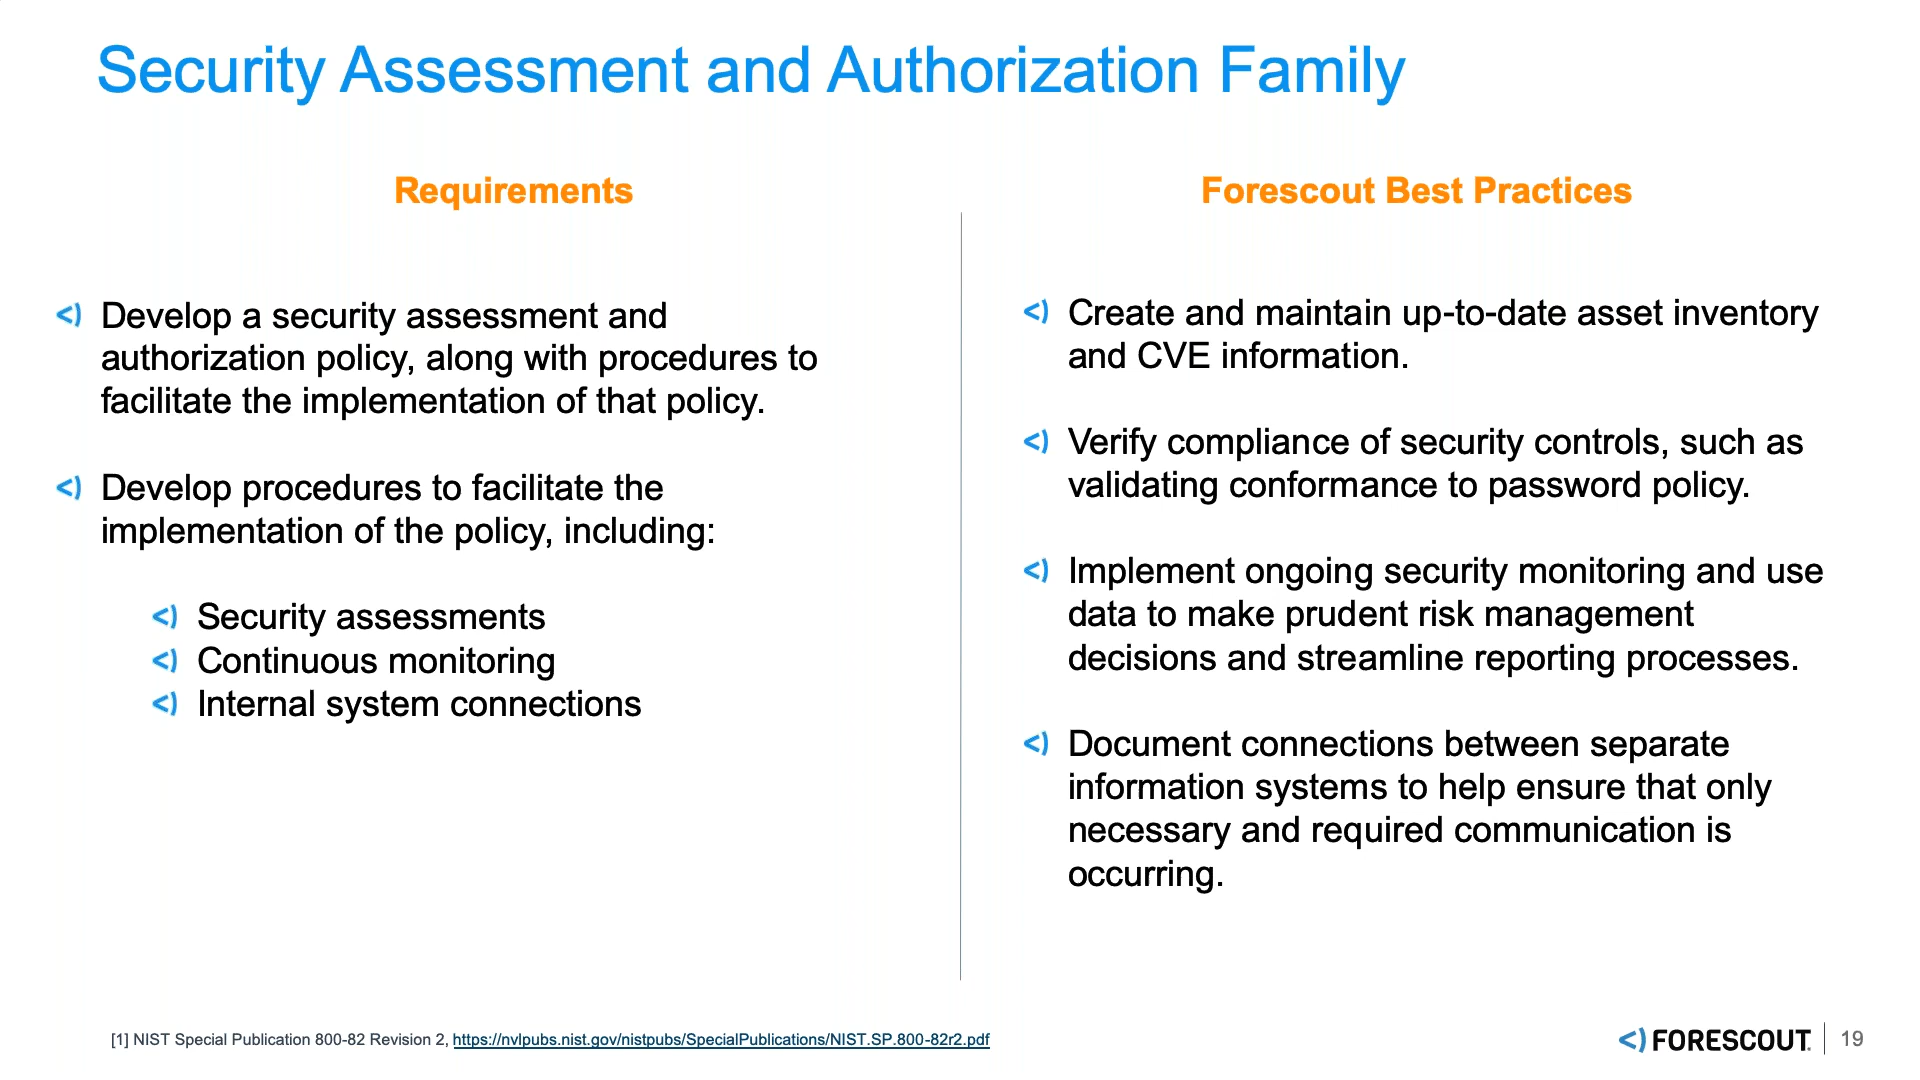 Security Assessment and Authorization Family
Requirements
Develop a security assessment and
authorization policy, along with procedures to
facilitate the implementation of that policy.
Develop procedures to facilitate the
implementation of the policy, including:
Security assessments
Continuous monitoring
Internal system connections
Forescout Best Practices
Create and maintain up-to-date asset inventory
and CVE information.
Verify compliance of security controls, such as
validating conformance to password policy.
Implement ongoing security monitoring and use
data to make prudent risk management
decisions and streamline reporting processes.
Document connections between separate
information systems to help ensure that only
necessary and required communication is
occurring.
[1] NIST Special Publication 800-82 Revision 2, https://nvlpubs.nist.gov/nistpubs/SpecialPublications/NIST.SP.800-82r2.pdf
FORESCOUT.
19